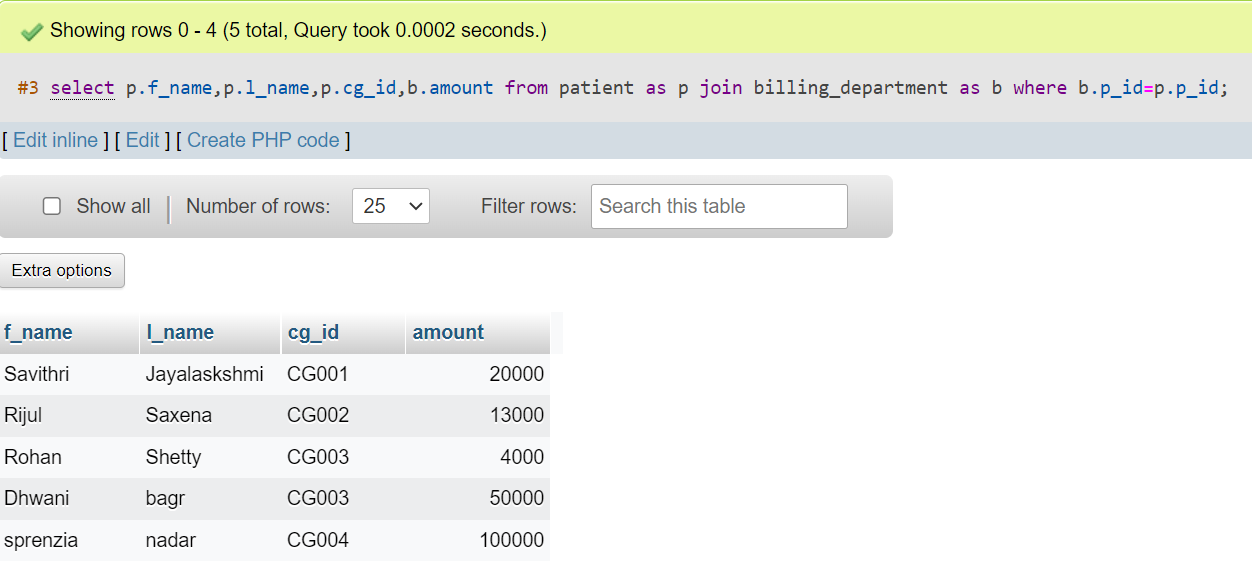 Showing rows 0 - 4 (5 total, Query took 0.0002 seconds.)
#3 select p.f_name,p.l_name,p.cg_id,b.amount from patient as p join billing_department as b where b.p_id=p.p_id;
[ Edit inline ] [ Edit ] [ Create PHP code ]
Show all | Number of rows: 25 Filter rows: Search this table
Extra options
f_name l_name cg_id amount
Savithri Jayalaskshmi CG001 20000
Rijul Saxena CG002 13000
Rohan Shetty CG003 4000
Dhwani bagr CG003 50000
sprenzia nadar CG004 100000